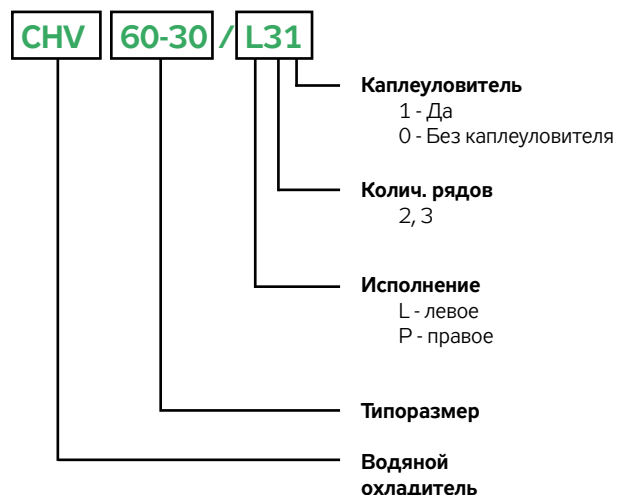 CHV 60-30 / L31
Каплеуловитель
1 - Да
0 - Без каплеуловителя
Колич. рядов
2, 3
Исполнение
L - левое
P - правое
Типоразмер
Водяной
охладитель